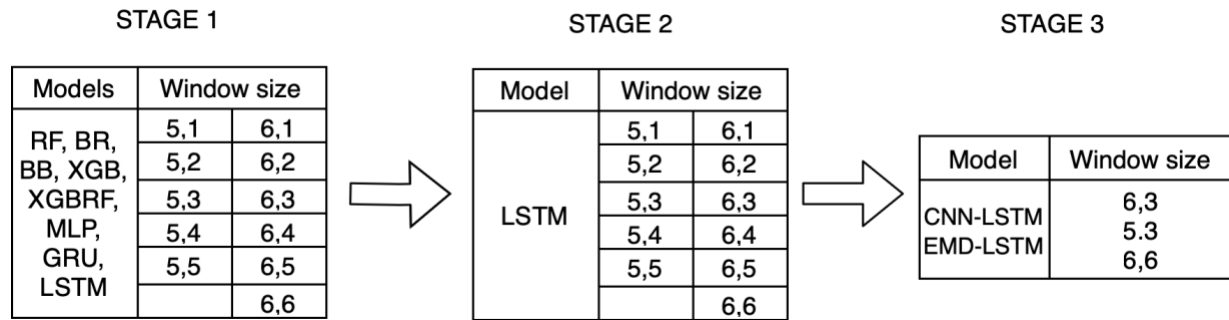 STAGE 1
Models Window size
RF, BR,
BB, XGB,
XGBRF,
MLP,
GRU,
LSTM
5,1 6,1
5,2 6,2
5,3 6,3
5,4 6,4
5,5 6,5
6,6
STAGE 2
Model Window size
LSTM
5,1 6,1
5,2 6,2
5,3 6,3
5,4 6,4
5,5 6,5
6,6
STAGE 3
Model Window size
CNN-LSTM
EMD-LSTM
6,3
5.3
6,6